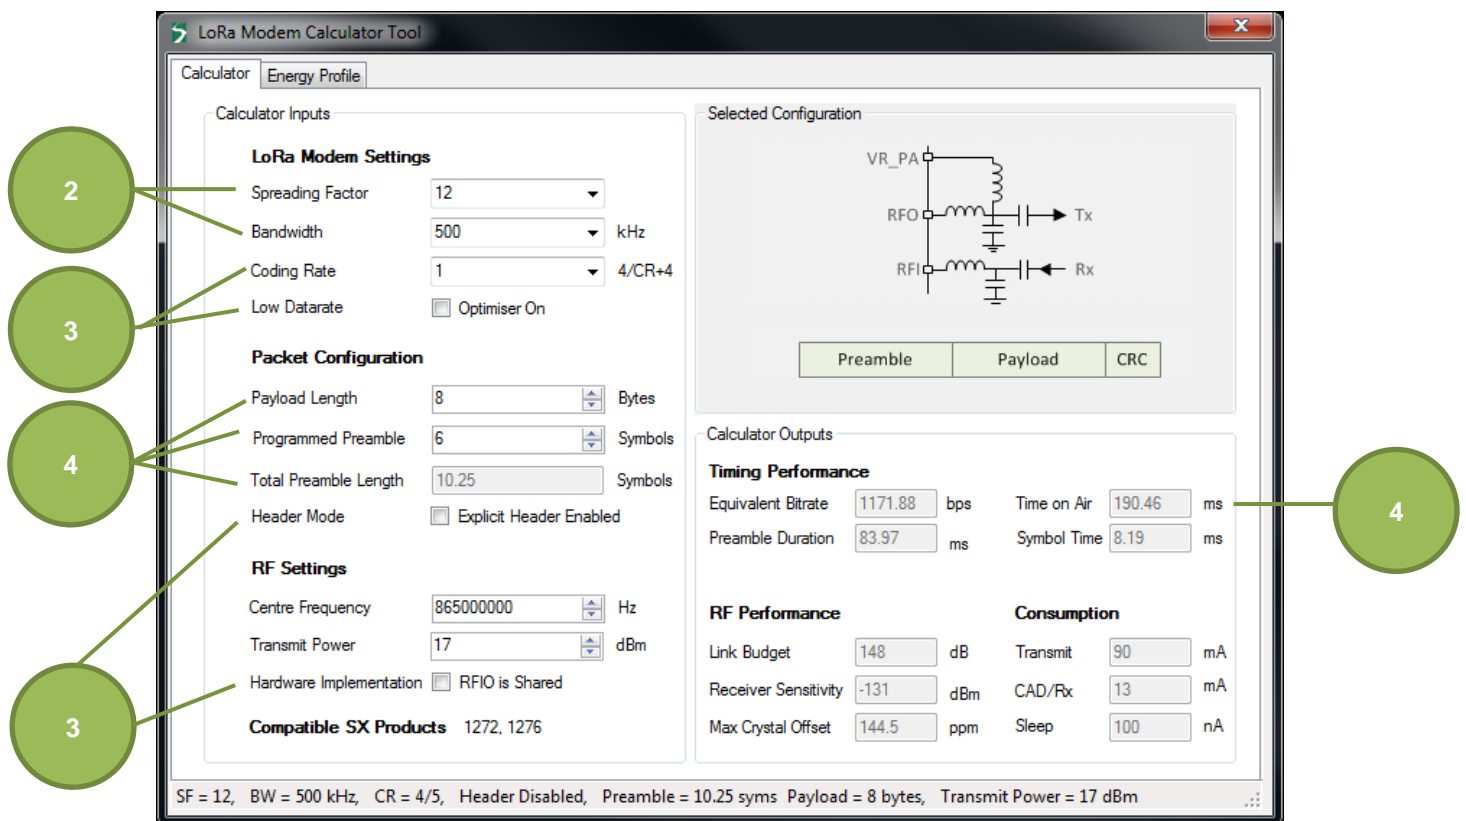 LoRa Modem Calculator Tool
X
Calculator Energy Profile
Calculator Inputs
LoRa Modem Settings
2
Spreading Factor 12
Bandwidth 500 kHz
Coding Rate 1 4/CR+4
3
Low Datarate Optimiser On
Packet Configuration
Payload Length 8 Bytes
Programmed Preamble 6 Symbols
4
Total Preamble Length 10.25 Symbols
Header Mode Explicit Header Enabled
RF Settings
Centre Frequency 865000000 Hz
Transmit Power 17 dBm
Hardware Implementation RFIO is Shared
3
Compatible SX Products 1272, 1276
Selected Configuration
VR_PA
RFO Tx
RFI Rx
Preamble Payload CRC
Calculator Outputs
Timing Performance
Equivalent Bitrate 1171.88 bps Time on Air 190.46 ms
4
Preamble Duration 83.97 ms Symbol Time 8.19 ms
RF Performance Consumption
Link Budget 148 dB Transmit 90 mA
Receiver Sensitivity -131 dBm CAD/Rx 13 mA
Max Crystal Offset 144.5 ppm Sleep 100 nA
SF = 12, BW = 500 kHz, CR = 4/5, Header Disabled, Preamble = 10.25 syms Payload = 8 bytes, Transmit Power = 17 dBm